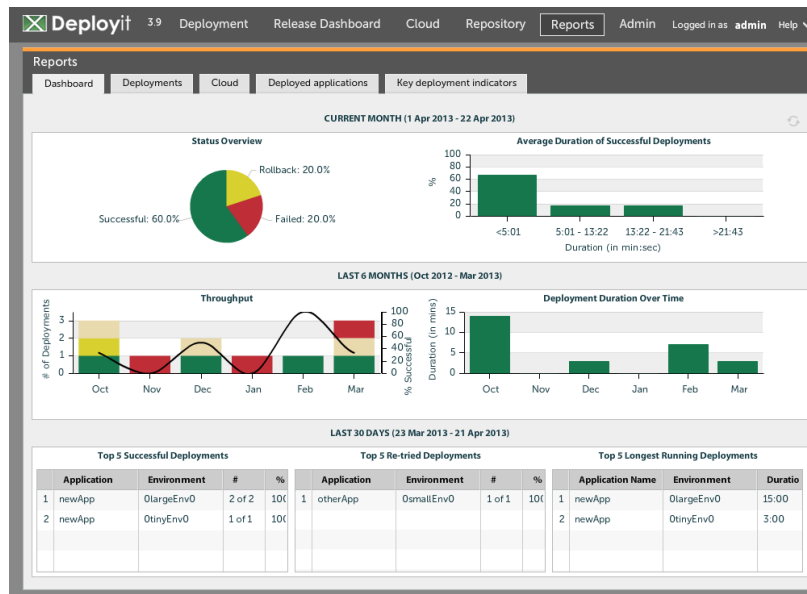 Deployit 3.9 Deployment Release Dashboard Cloud Repository Reports Admin Logged in as admin Help
Reports
Dashboard Deployments Cloud Deployed applications Key deployment indicators
CURRENT MONTH (1 Apr 2013 - 22 Apr 2013)
Status Overview
Rollback: 20.0%
Successful: 60.0%
Failed: 20.0%
Average Duration of Successful Deployments
100
80
60
40
20
0
%
<5:01 5:01 - 13:22 13:22 - 21:43 >21:43
Duration (in min:sec)
LAST 6 MONTHS (Oct 2012 - Mar 2013)
Throughput
# of Deployments
3
2
1
0
100
80
60
40
20
0
% Successful
Oct Nov Dec Jan Feb Mar
Deployment Duration Over Time
Duration (in mins)
15
10
5
0
Oct Nov Dec Jan Feb Mar
LAST 30 DAYS (23 Mar 2013 - 21 Apr 2013)
Top 5 Successful Deployments
Application Environment # %
1 newApp 0largeEnv0 2 of 2 100
2 newApp 0tinyEnv0 1 of 1 100
Top 5 Re-tried Deployments
Application Environment # %
1 otherApp 0smallEnv0 1 of 1 100
Top 5 Longest Running Deployments
Application Name Environment Duratio
1 newApp 0largeEnv0 15:00
2 newApp 0tinyEnv0 3:00